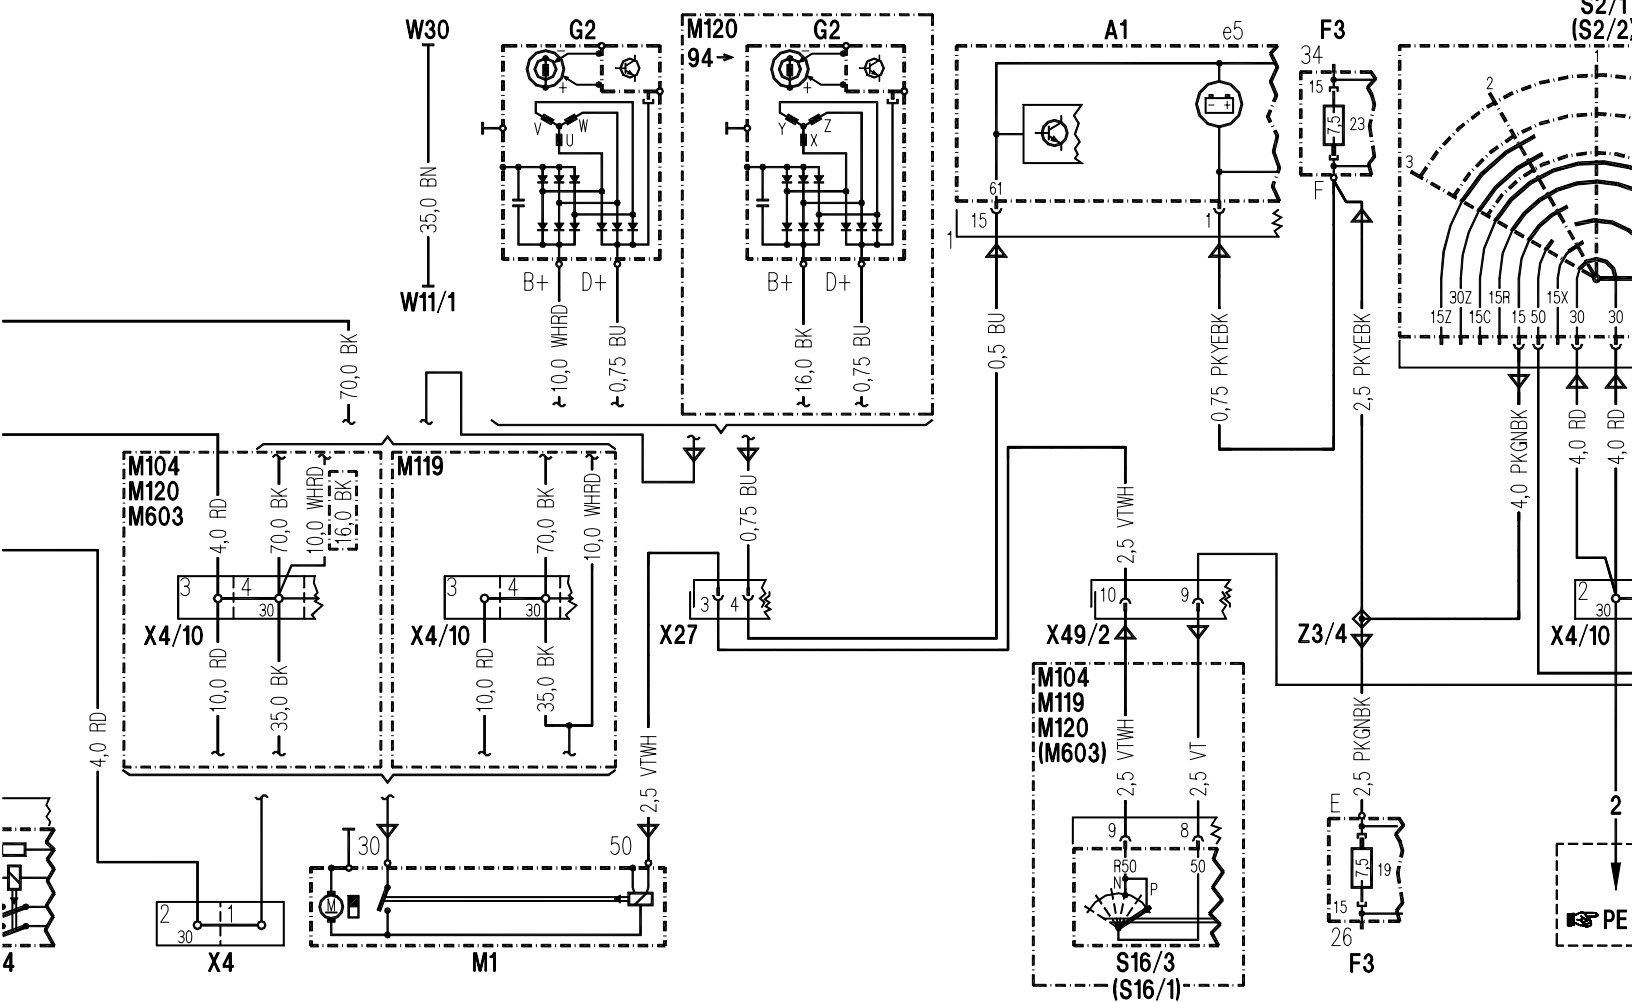 W30
G2
M120
94
G2
A1
e5
F3
34
S2/1
(S2/2)
1
2
3
15
7,5
23
F
−
+
V
W
U
−
+
Y
Z
X
61
15
1
1
35,0 BN
W11/1
B+
D+
B+
D+
10,0 WHRD
0,75 BU
16,0 BK
0,75 BU
0,5 BU
0,75 PKYEBK
2,5 PKYEBK
30Z
15R
15X
15Z
15C
15
50
30
30
70,0 BK
4,0 PKGNBK
4,0 RD
4,0 RD
M104
M120
M603
M119
4,0 RD
70,0 BK
10,0 WHRD
16,0 BK
70,0 BK
10,0 WHRD
0,75 BU
2,5 VTWH
3
4
30
X4/10
3
4
30
X4/10
3
4
X27
10
9
X49/2
Z3/4
2
30
X4/10
10,0 RD
35,0 BK
10,0 RD
35,0 BK
4,0 RD
2,5 VTWH
M104
M119
M120
(M603)
2,5 VTWH
2,5 VT
2,5 PKGNBK
2
30
50
9
8
E
7,5
19
15
26
F3
R50
N
P
50
M
2
1
30
X4
M1
S16/3
(S16/1)
PE
4